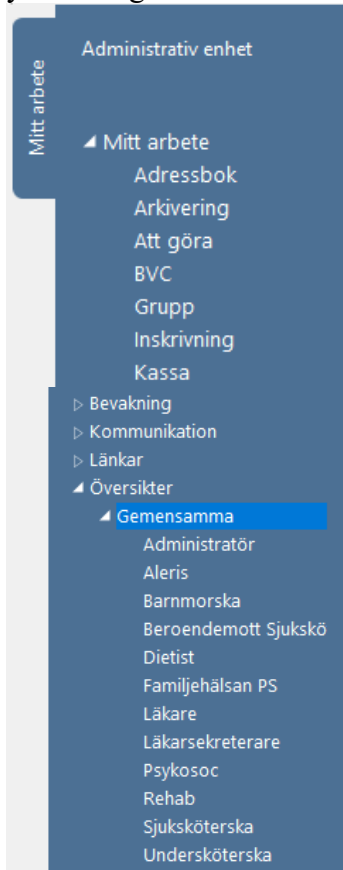 Mitt arbete
Administrativ enhet
Mitt arbete
Adressbok
Arkivering
Att göra
BVC
Grupp
Inskrivning
Kassa
Bevakning
Kommunikation
Länkar
Översikter
Gemensamma
Administratör
Aleris
Barnmorska
Beroendemott Sjukskö
Dietist
Familjehälsan PS
Läkare
Läkarsekreterare
Psykosoc
Rehab
Sjuksköterska
Undersköterska